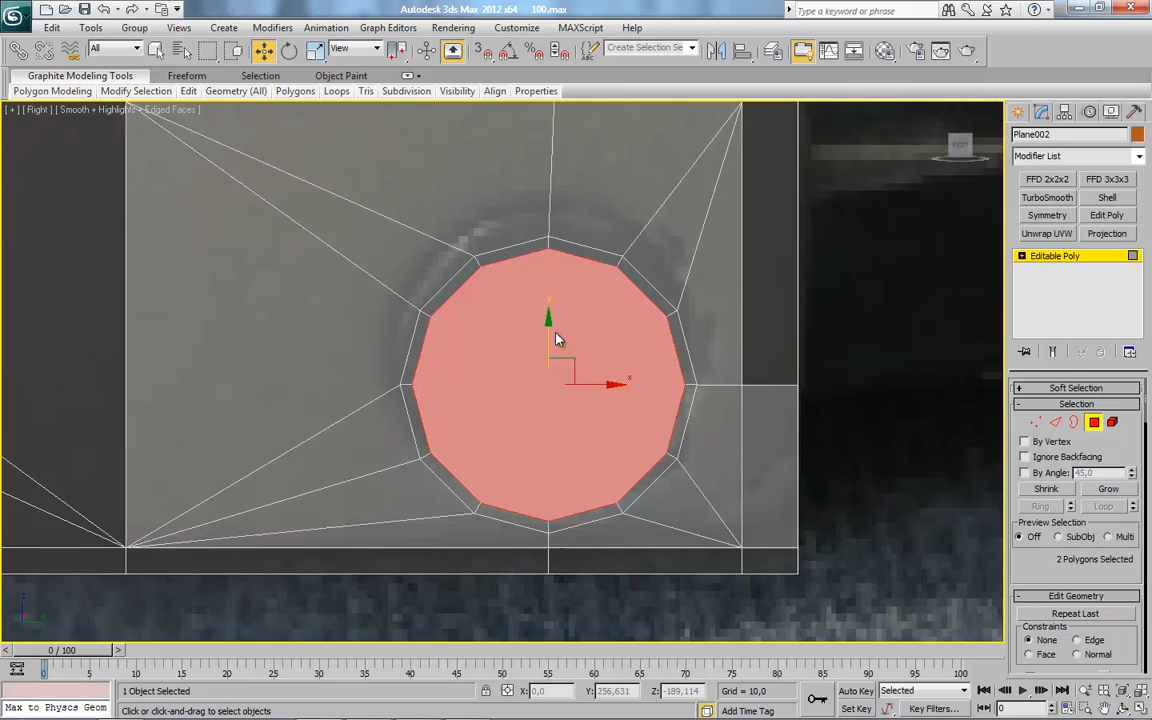 Autodesk 3ds Max 2012 x64    100.max
Type a keyword or phrase
Edit Tools Group Views Create Modifiers Animation Graph Editors Rendering Customize MAXScript Help
All View Create Selection Se
Graphite Modeling Tools Freeform Selection Object Paint
Polygon Modeling Modify Selection Edit Geometry (All) Polygons Loops Tris Subdivision Visibility Align Properties
[ + ] [ Right ] [ Smooth + Highlights + Edged Faces ]
RIGHT
Plane002
Modifier List
FFD 2x2x2 FFD 3x3x3
TurboSmooth Shell
Symmetry Edit Poly
Unwrap UVW Projection
Editable Poly
+ Soft Selection
- Selection
By Vertex
Ignore Backfacing
By Angle: 45,0
Shrink Grow
Ring Loop
Preview Selection
Off SubObj Multi
2 Polygons Selected
- Edit Geometry
Repeat Last
Constraints
None Edge
Face Normal
y
x
z
y
< 0 / 100 >
0 5 10 15 20 25 30 35 40 45 50 55 60 65 70 75 80 85 90 95 100
1 Object Selected X: 0,0 Y: 256,631 Z: -189,114 Grid = 10,0 Auto Key Selected
Max to Physcs Geom Click or click-and-drag to select objects Add Time Tag Set Key Key Filters... 0